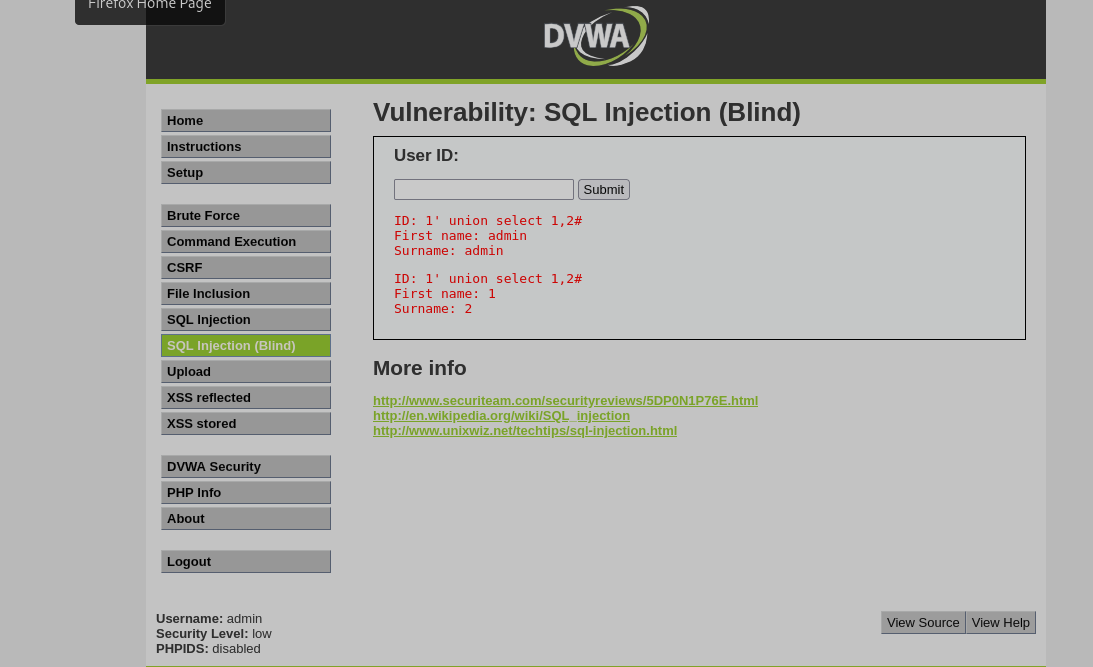 Firefox Home Page
DVWA
Home
Instructions
Setup
Brute Force
Command Execution
CSRF
File Inclusion
SQL Injection
SQL Injection (Blind)
Upload
XSS reflected
XSS stored
DVWA Security
PHP Info
About
Logout
Vulnerability: SQL Injection (Blind)
User ID:
Submit
ID: 1' union select 1,2#
First name: admin
Surname: admin
ID: 1' union select 1,2#
First name: 1
Surname: 2
More info
http://www.securiteam.com/securityreviews/5DP0N1P76E.html
http://en.wikipedia.org/wiki/SQL_injection
http://www.unixwiz.net/techtips/sql-injection.html
Username: admin
Security Level: low
PHPIDS: disabled
View Source View Help